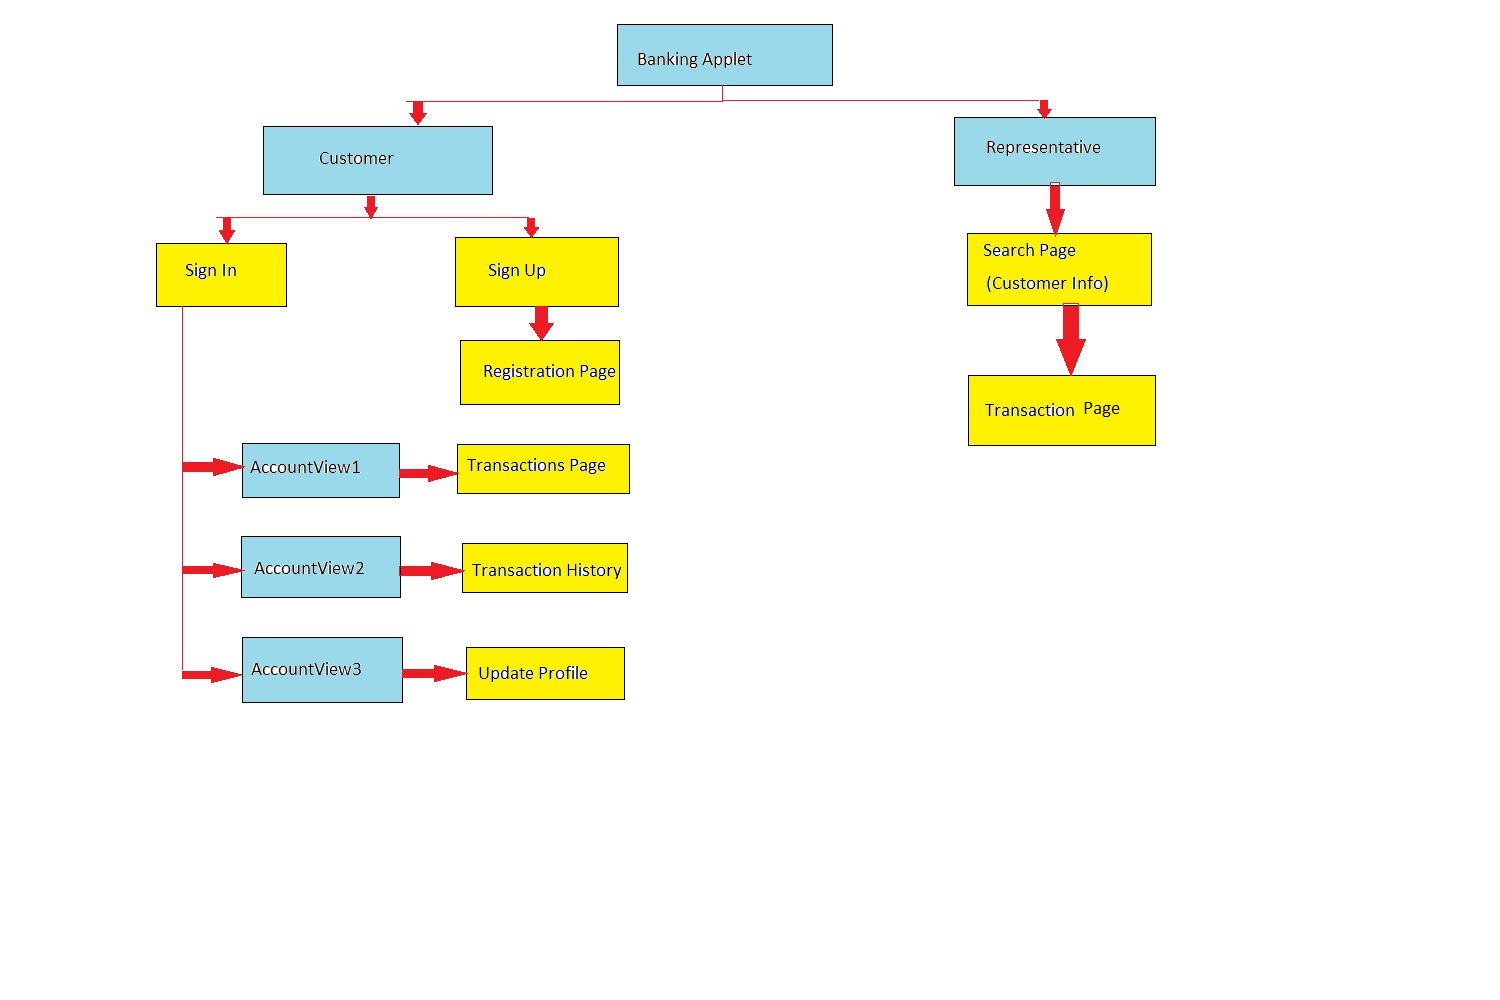 Banking Applet
Customer
Representative
Sign In
Sign Up
Search Page
(Customer Info)
Registration Page
Transaction Page
AccountView1
Transactions Page
AccountView2
Transaction History
AccountView3
Update Profile